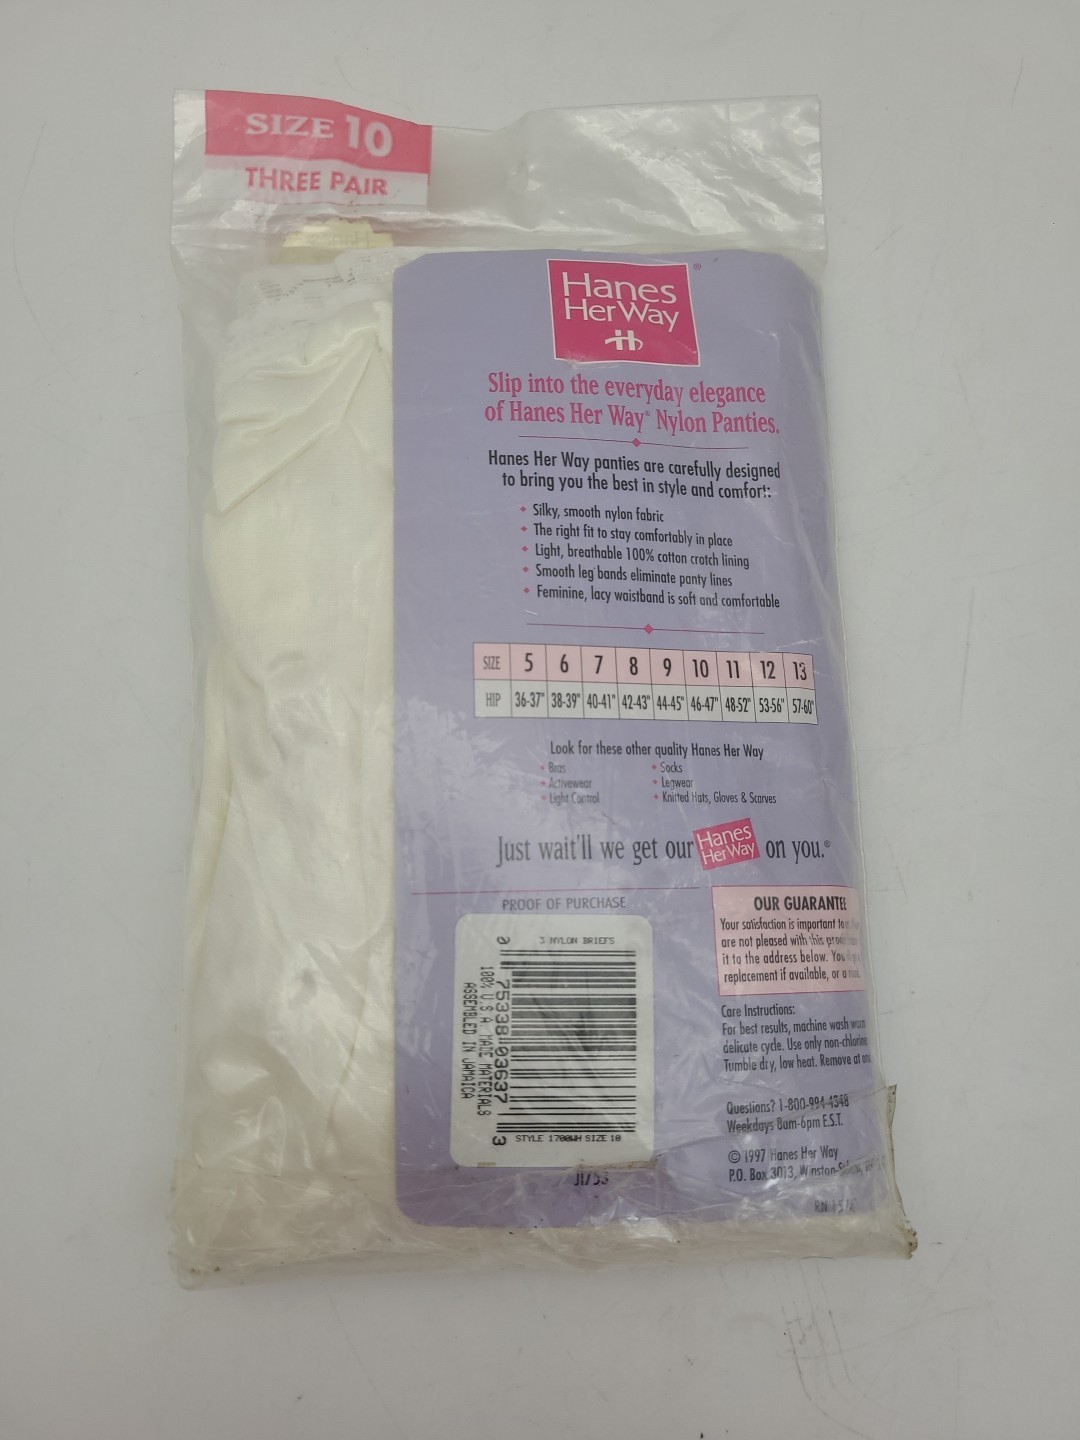 SIZE 10
THREE PAIR
Hanes
HerWay
®
Slip into the everyday elegance
of Hanes Her Way® Nylon Panties.
Hanes Her Way panties are carefully designed
to bring you the best in style and comfort:
• Silky, smooth nylon fabric
• The right fit to stay comfortably in place
• Light, breathable 100% cotton crotch lining
• Smooth leg bands eliminate panty lines
• Feminine, lacy waistband is soft and comfortable
SIZE 5 6 7 8 9 10 11 12 13
HIP 36-37" 38-39" 40-41" 42-43" 44-45" 46-47" 48-52" 53-56" 57-60"
Look for these other quality Hanes Her Way
• Bras
• Activewear
• Light Control
• Socks
• Legwear
• Knitted Hats, Gloves & Scarves
Just wait'll we get our Hanes HerWay on you.®
PROOF OF PURCHASE
3 NYLON BRIEFS
0 75338 03637 3
100% U S A MADE MATERIALS
ASSEMBLED IN JAMAICA
STYLE 1700WH SIZE 10
J1753
OUR GUARANTEE
Your satisfaction is important to
are not pleased with this
it to the address below. You
replacement if available, or a
Care Instructions:
For best results, machine wash warm
delicate cycle. Use only non-chlorine
Tumble dry, low heat. Remove at
Questions? 1-800-994-4348
Weekdays 8am-6pm E.S.T.
© 1997 Hanes Her Way
P.O. Box 3013, Winston-
RN